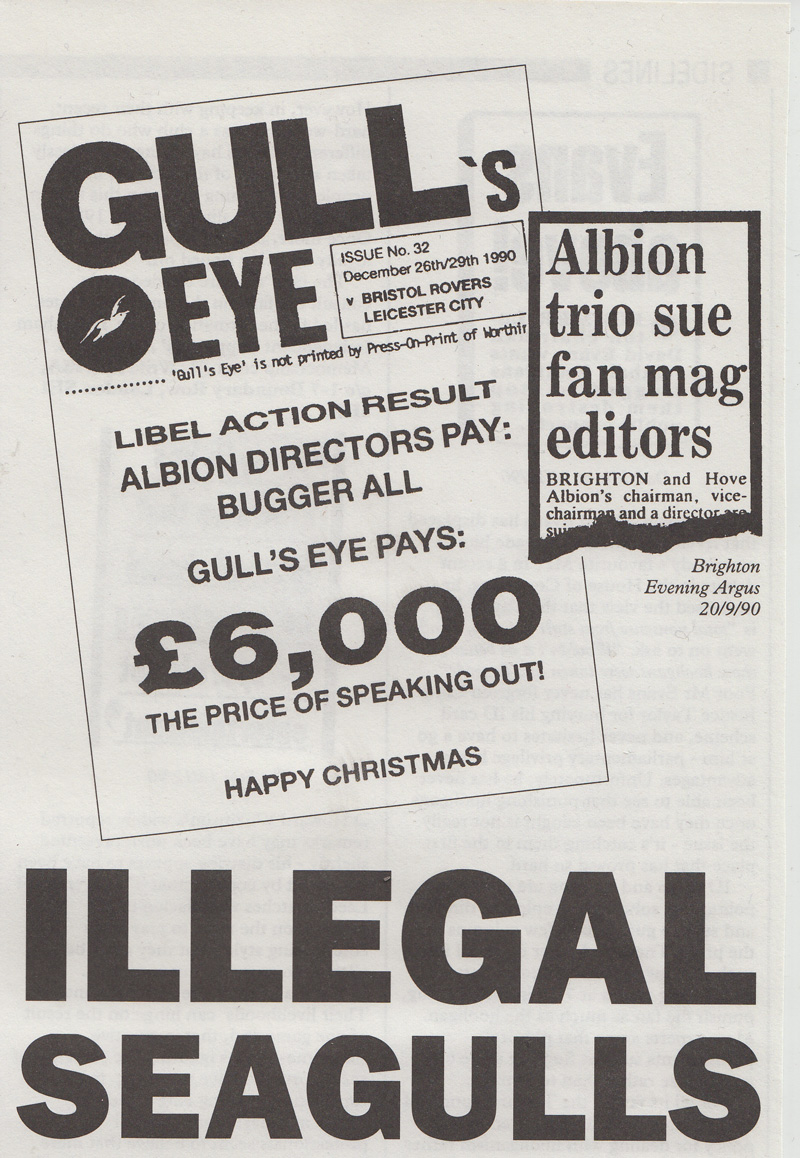 GULL`s
EYE
ISSUE No. 32
December 26th/29th 1990
v BRISTOL ROVERS
LEICESTER CITY
'Gull's Eye' is not printed by Press-On-Print of Worthin
LIBEL ACTION RESULT
ALBION DIRECTORS PAY:
BUGGER ALL
GULL'S EYE PAYS:
£6,000
THE PRICE OF SPEAKING OUT!
HAPPY CHRISTMAS
Albion
trio sue
fan mag
editors
BRIGHTON and Hove
Albion's chairman, vice-
chairman and a director are
Brighton
Evening Argus
20/9/90
ILLEGAL
SEAGULLS